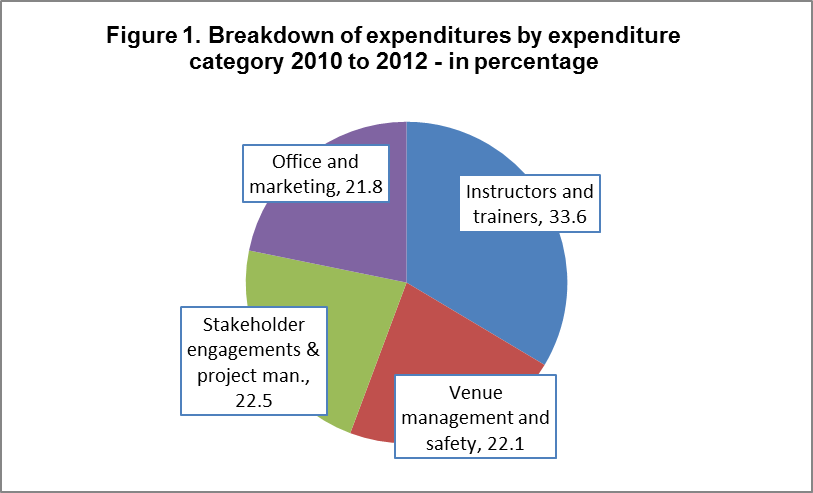 Figure 1. Breakdown of expenditures by expenditure
category 2010 to 2012 - in percentage
Office and
marketing, 21.8
Instructors and
trainers, 33.6
Stakeholder
engagements &
project man.,
22.5
Venue
management and
safety, 22.1